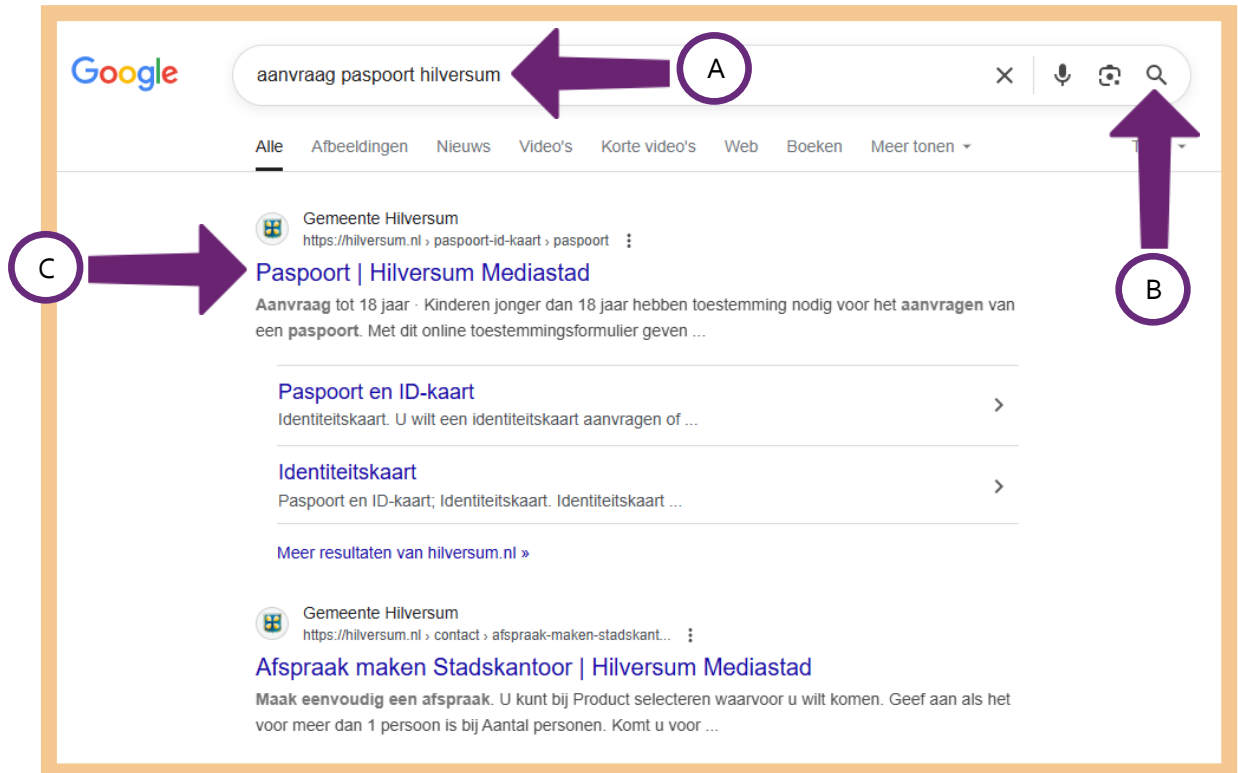 Google
aanvraag paspoort hilversum
A
Alle Afbeeldingen Nieuws Video's Korte video's Web Boeken Meer tonen
B
Gemeente Hilversum
https://hilversum.nl › paspoort-id-kaart › paspoort
C
Paspoort | Hilversum Mediastad
Aanvraag tot 18 jaar · Kinderen jonger dan 18 jaar hebben toestemming nodig voor het aanvragen van
een paspoort. Met dit online toestemmingsformulier geven ...
Paspoort en ID-kaart
Identiteitskaart. U wilt een identiteitskaart aanvragen of ...
Identiteitskaart
Paspoort en ID-kaart; Identiteitskaart. Identiteitskaart ...
Meer resultaten van hilversum.nl »
Gemeente Hilversum
https://hilversum.nl › contact › afspraak-maken-stadskant...
Afspraak maken Stadskantoor | Hilversum Mediastad
Maak eenvoudig een afspraak. U kunt bij Product selecteren waarvoor u wilt komen. Geef aan als het
voor meer dan 1 persoon is bij Aantal personen. Komt u voor ...